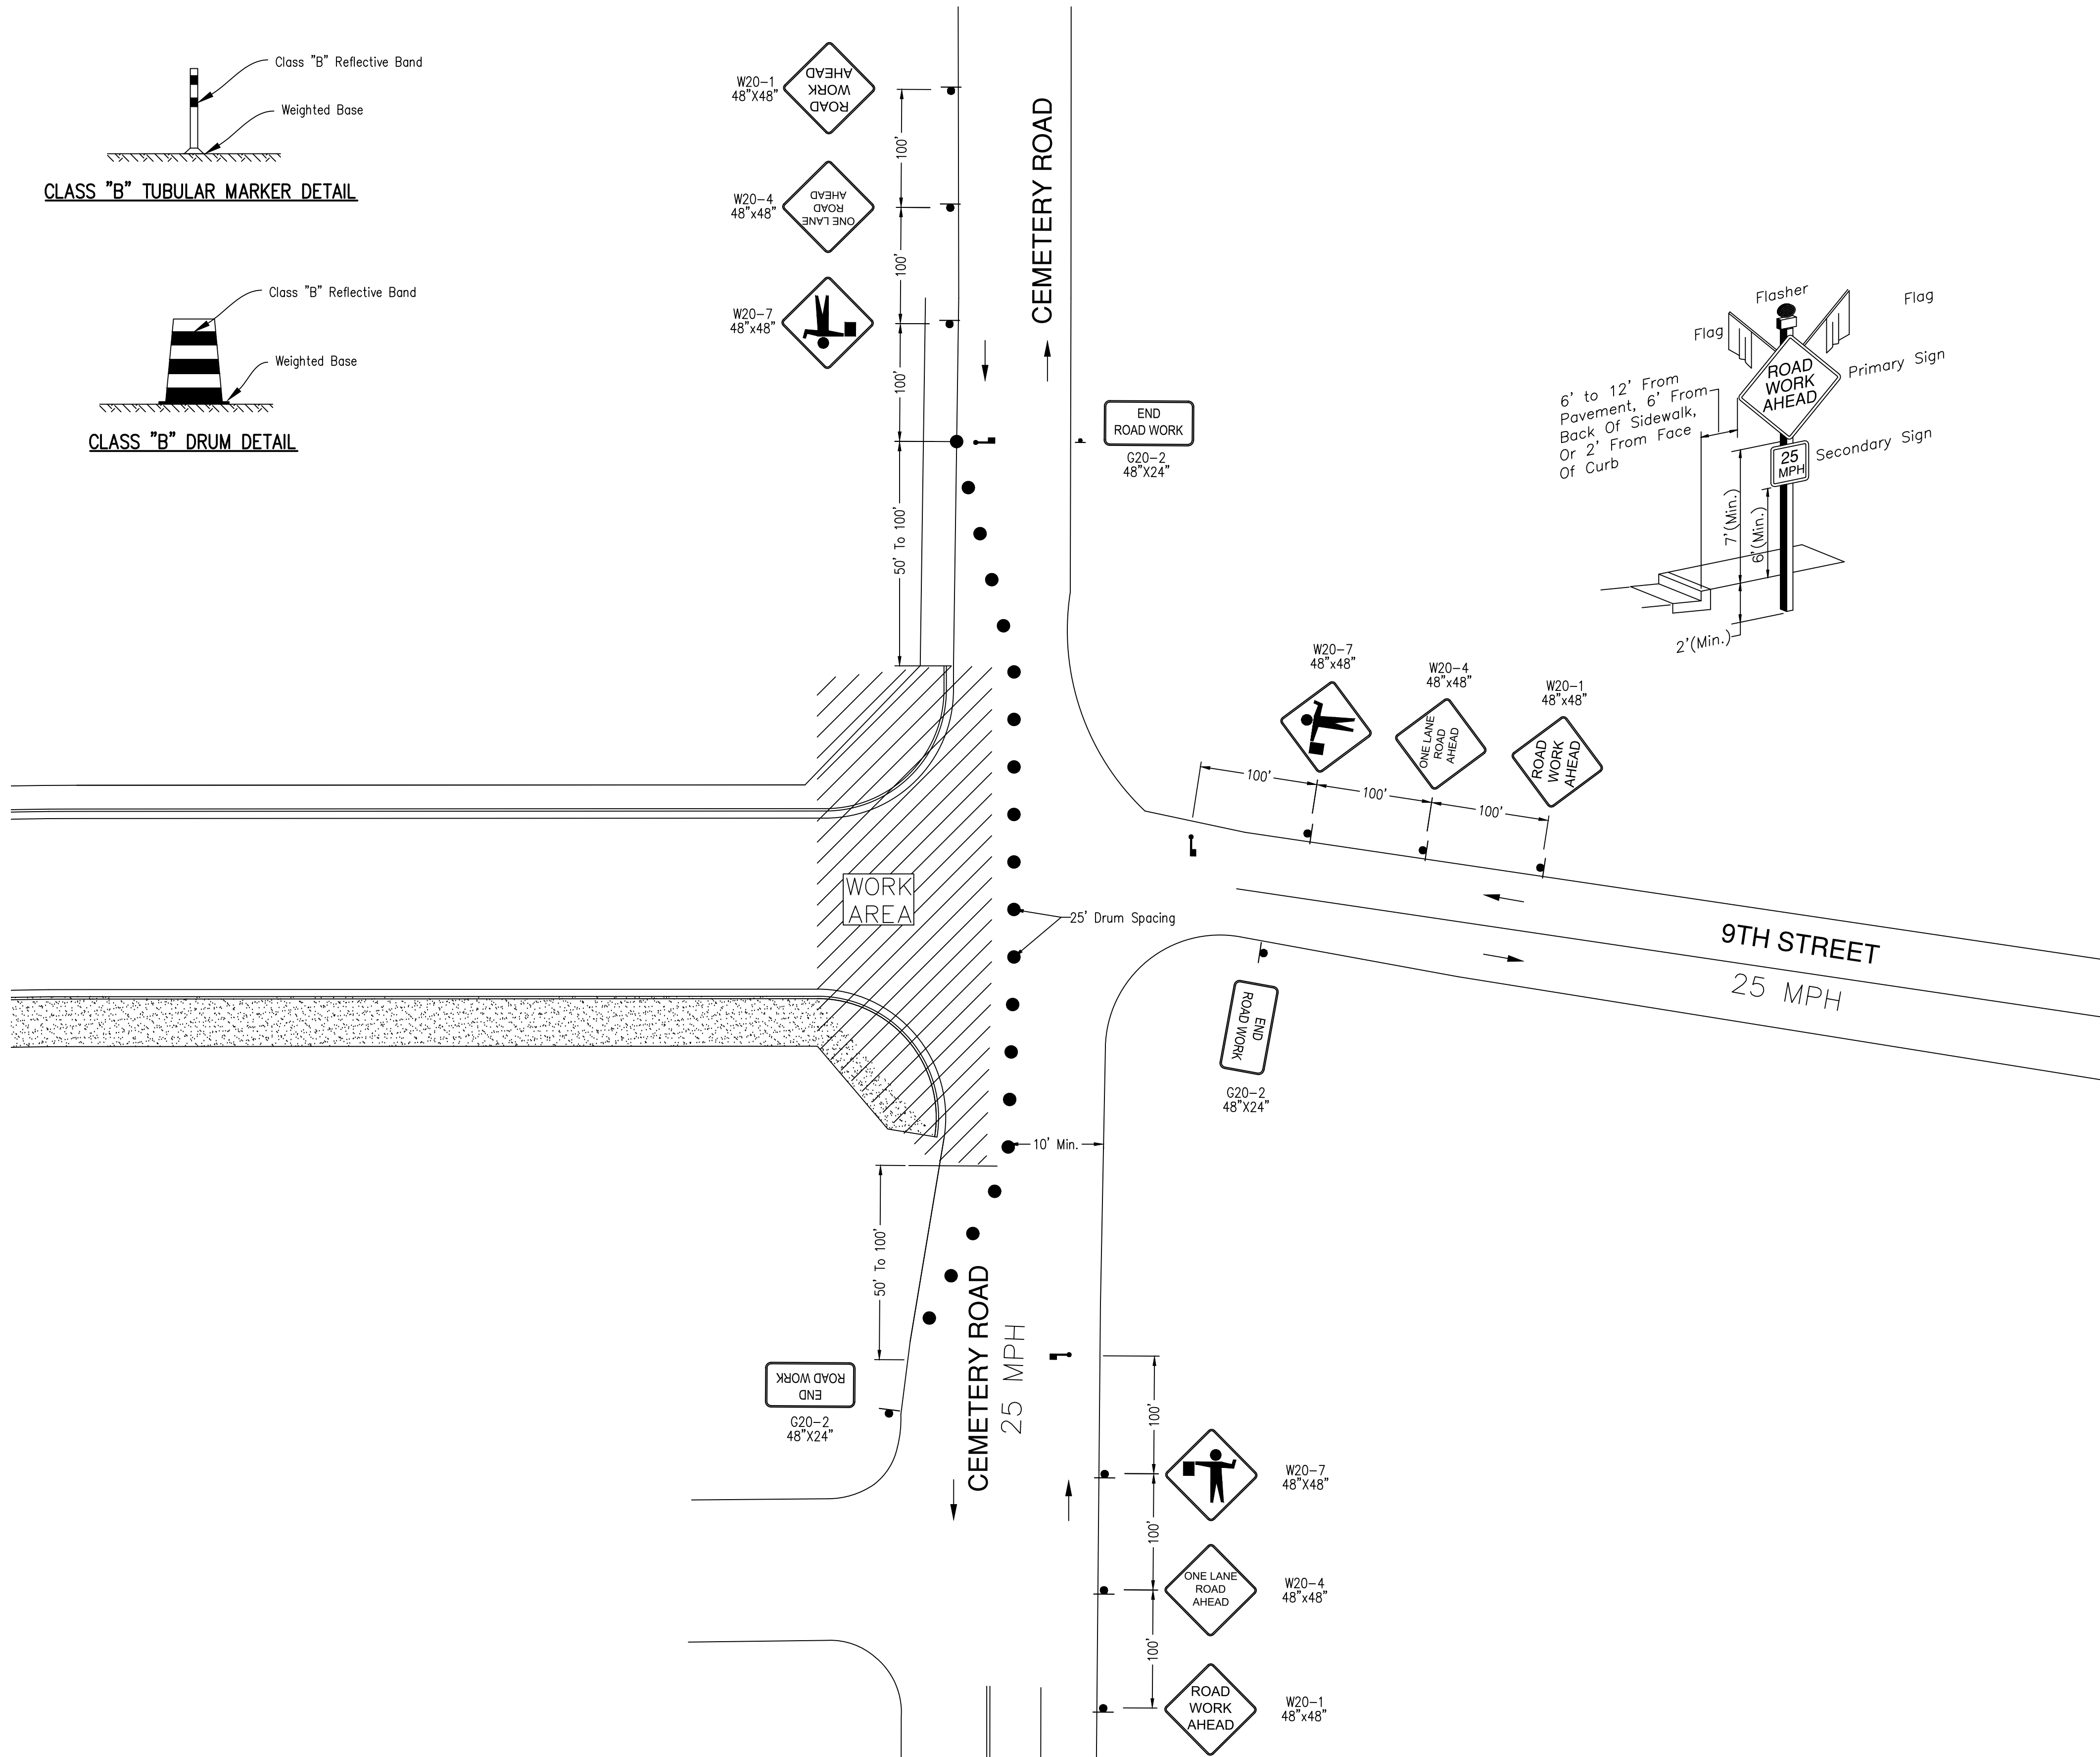 Class "B" Reflective Band
Weighted Base
CLASS "B" TUBULAR MARKER DETAIL
Class "B" Reflective Band
Weighted Base
CLASS "B" DRUM DETAIL
W20-1
48"X48"
ROAD
WORK
AHEAD
100'
W20-4
48"x48"
ONE LANE
ROAD
AHEAD
100'
W20-7
48"x48"
100'
50' To 100'
CEMETERY ROAD
END
ROAD WORK
G20-2
48"X24"
Flasher
Flag
Flag
ROAD
WORK
AHEAD
Primary Sign
25
MPH
Secondary Sign
6' to 12' From
Pavement, 6' From
Back Of Sidewalk,
Or 2' From Face
Of Curb
7'(Min.)
6'(Min.)
2'(Min.)
W20-7
48"x48"
W20-4
48"x48"
ONE LANE
ROAD
AHEAD
W20-1
48"x48"
ROAD
WORK
AHEAD
100'
100'
100'
WORK
AREA
25' Drum Spacing
9TH STREET
25 MPH
END
ROAD WORK
G20-2
48"X24"
10' Min.
50' To 100'
CEMETERY ROAD
25 MPH
END
ROAD WORK
G20-2
48"X24"
100'
W20-7
48"X48"
100'
ONE LANE
ROAD
AHEAD
W20-4
48"x48"
100'
ROAD
WORK
AHEAD
W20-1
48"x48"